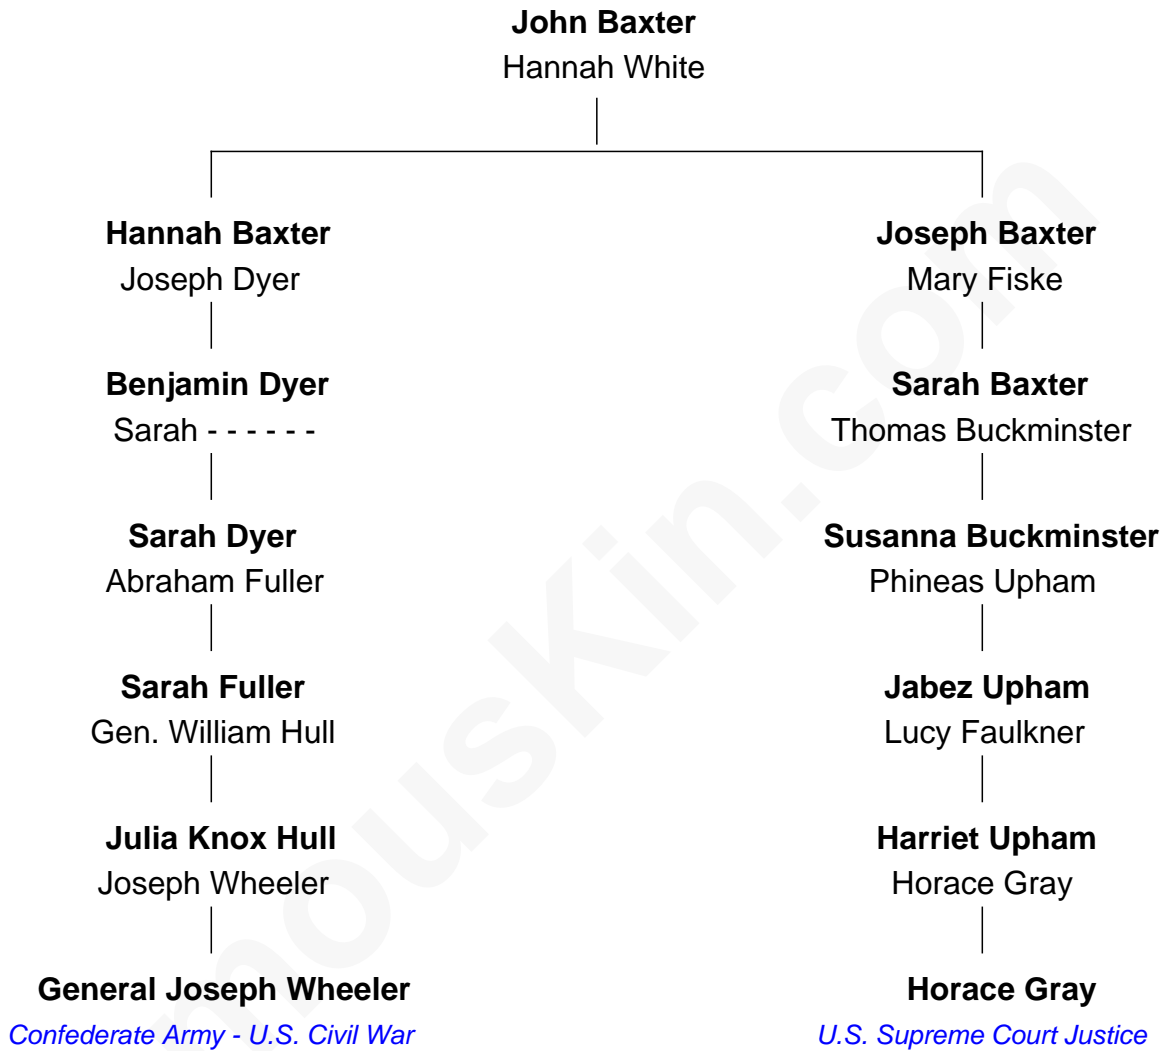 John Baxter
Hannah White
Hannah Baxter
Joseph Dyer
Joseph Baxter
Mary Fiske
Benjamin Dyer
Sarah - - - - - -
Sarah Baxter
Thomas Buckminster
Sarah Dyer
Abraham Fuller
Susanna Buckminster
Phineas Upham
Sarah Fuller
Gen. William Hull
Jabez Upham
Lucy Faulkner
Julia Knox Hull
Joseph Wheeler
Harriet Upham
Horace Gray
General Joseph Wheeler
Confederate Army - U.S. Civil War
Horace Gray
U.S. Supreme Court Justice
mousKin.com